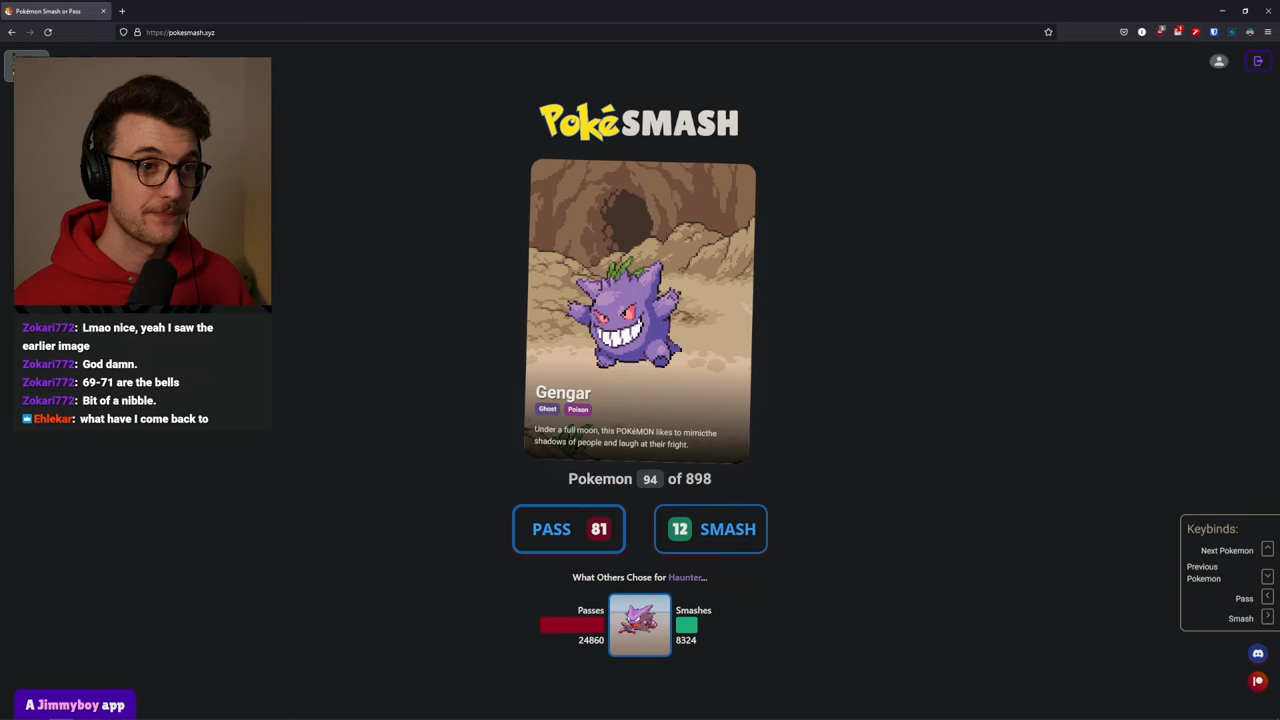 Pokémon Smash or Pass
https://pokesmash.xyz
PokéSMASH
Gengar
Ghost Poison
Under a full moon, this POKéMON likes to mimicthe
shadows of people and laugh at their fright.
Pokemon 94 of 898
PASS 81
12 SMASH
What Others Chose for Haunter...
Passes
24860
Smashes
8324
Zokari772: Lmao nice, yeah I saw the
earlier image
Zokari772: God damn.
Zokari772: 69-71 are the bells
Zokari772: Bit of a nibble.
Ehlekar: what have I come back to
Keybinds:
Next Pokemon
Previous
Pokemon
Pass
Smash
A Jimmyboy app